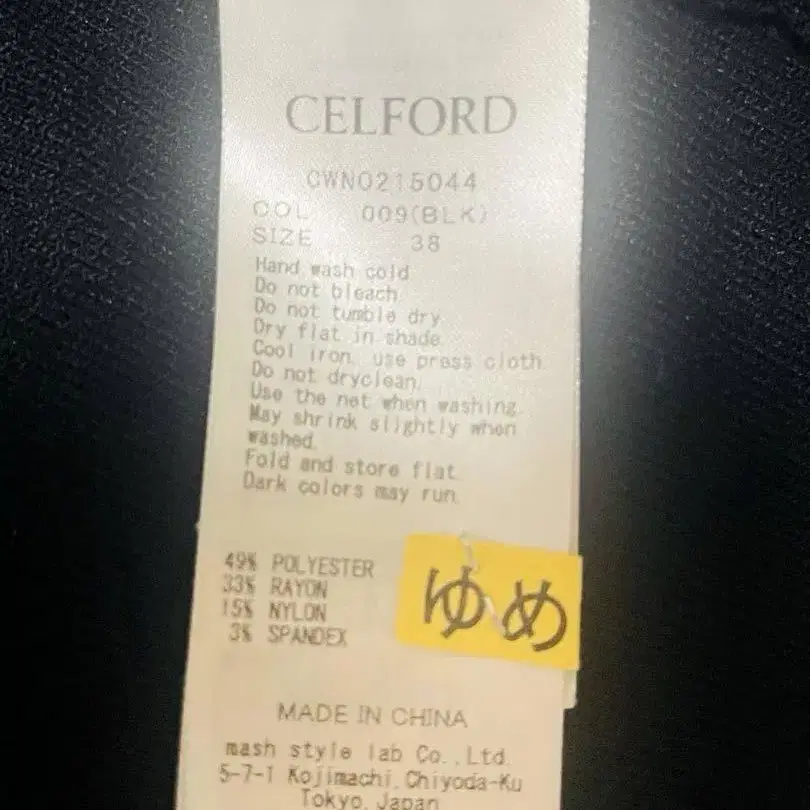 CELFORD
CWNO215044
COL 009(BLK)
SIZE 38
Hand wash cold
Do not bleach
Do not tumble dry
Dry flat in shade.
Cool iron, use press cloth.
Do not dryclean.
Use the net when washing.
May shrink slightly when
washed.
Fold and store flat.
Dark colors may run.
49% POLYESTER
33% RAYON
15% NYLON
3% SPANDEX
ゆめ
MADE IN CHINA
mash style lab Co.,Ltd.
5-7-1 Kojimachi,Chiyoda-Ku
Tokyo,Japan